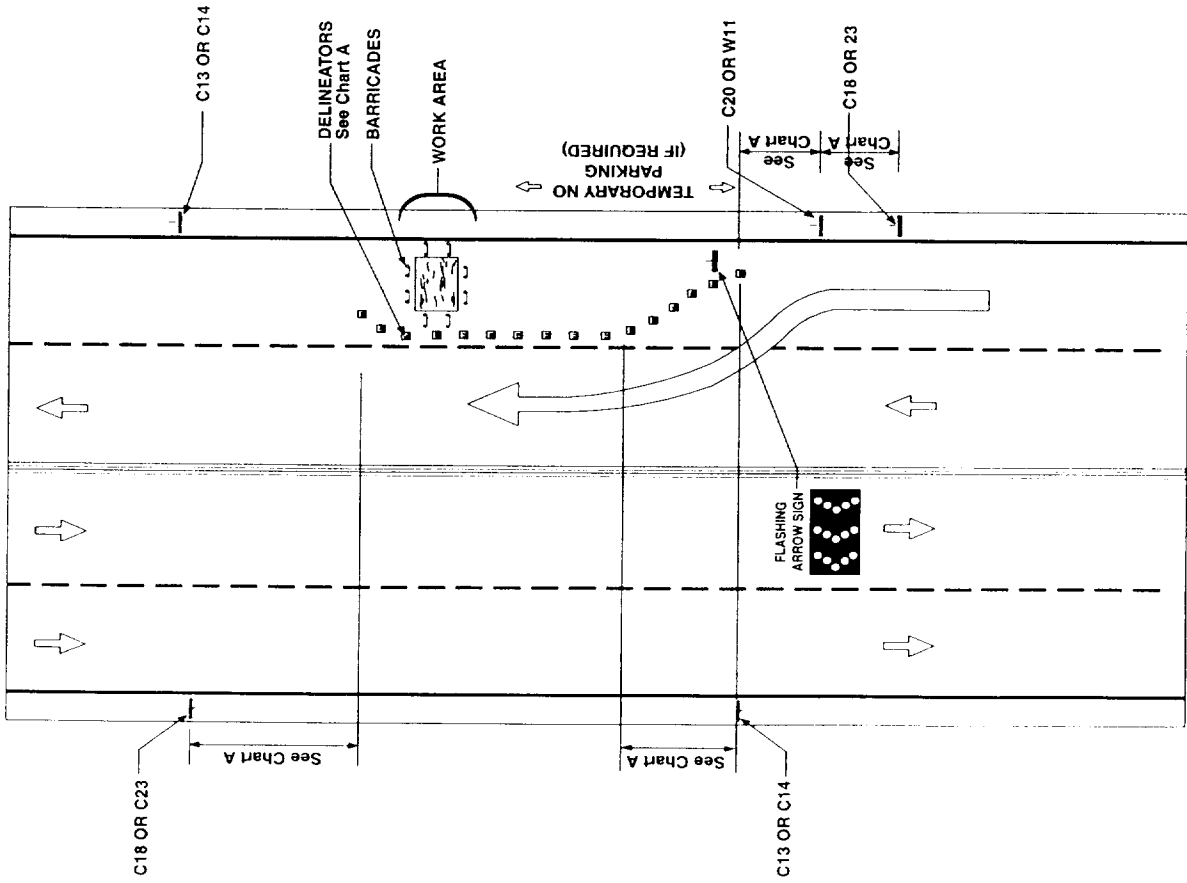 C13 OR C14
DELINEATORS
See Chart A
BARRICADES
WORK AREA
TEMPORARY NO
PARKING
(IF REQUIRED)
C20 OR W11
See
Chart A
See
Chart A
C18 OR 23
FLASHING
ARROW SIGN
C18 OR C23
See Chart A
See Chart A
C13 OR C14